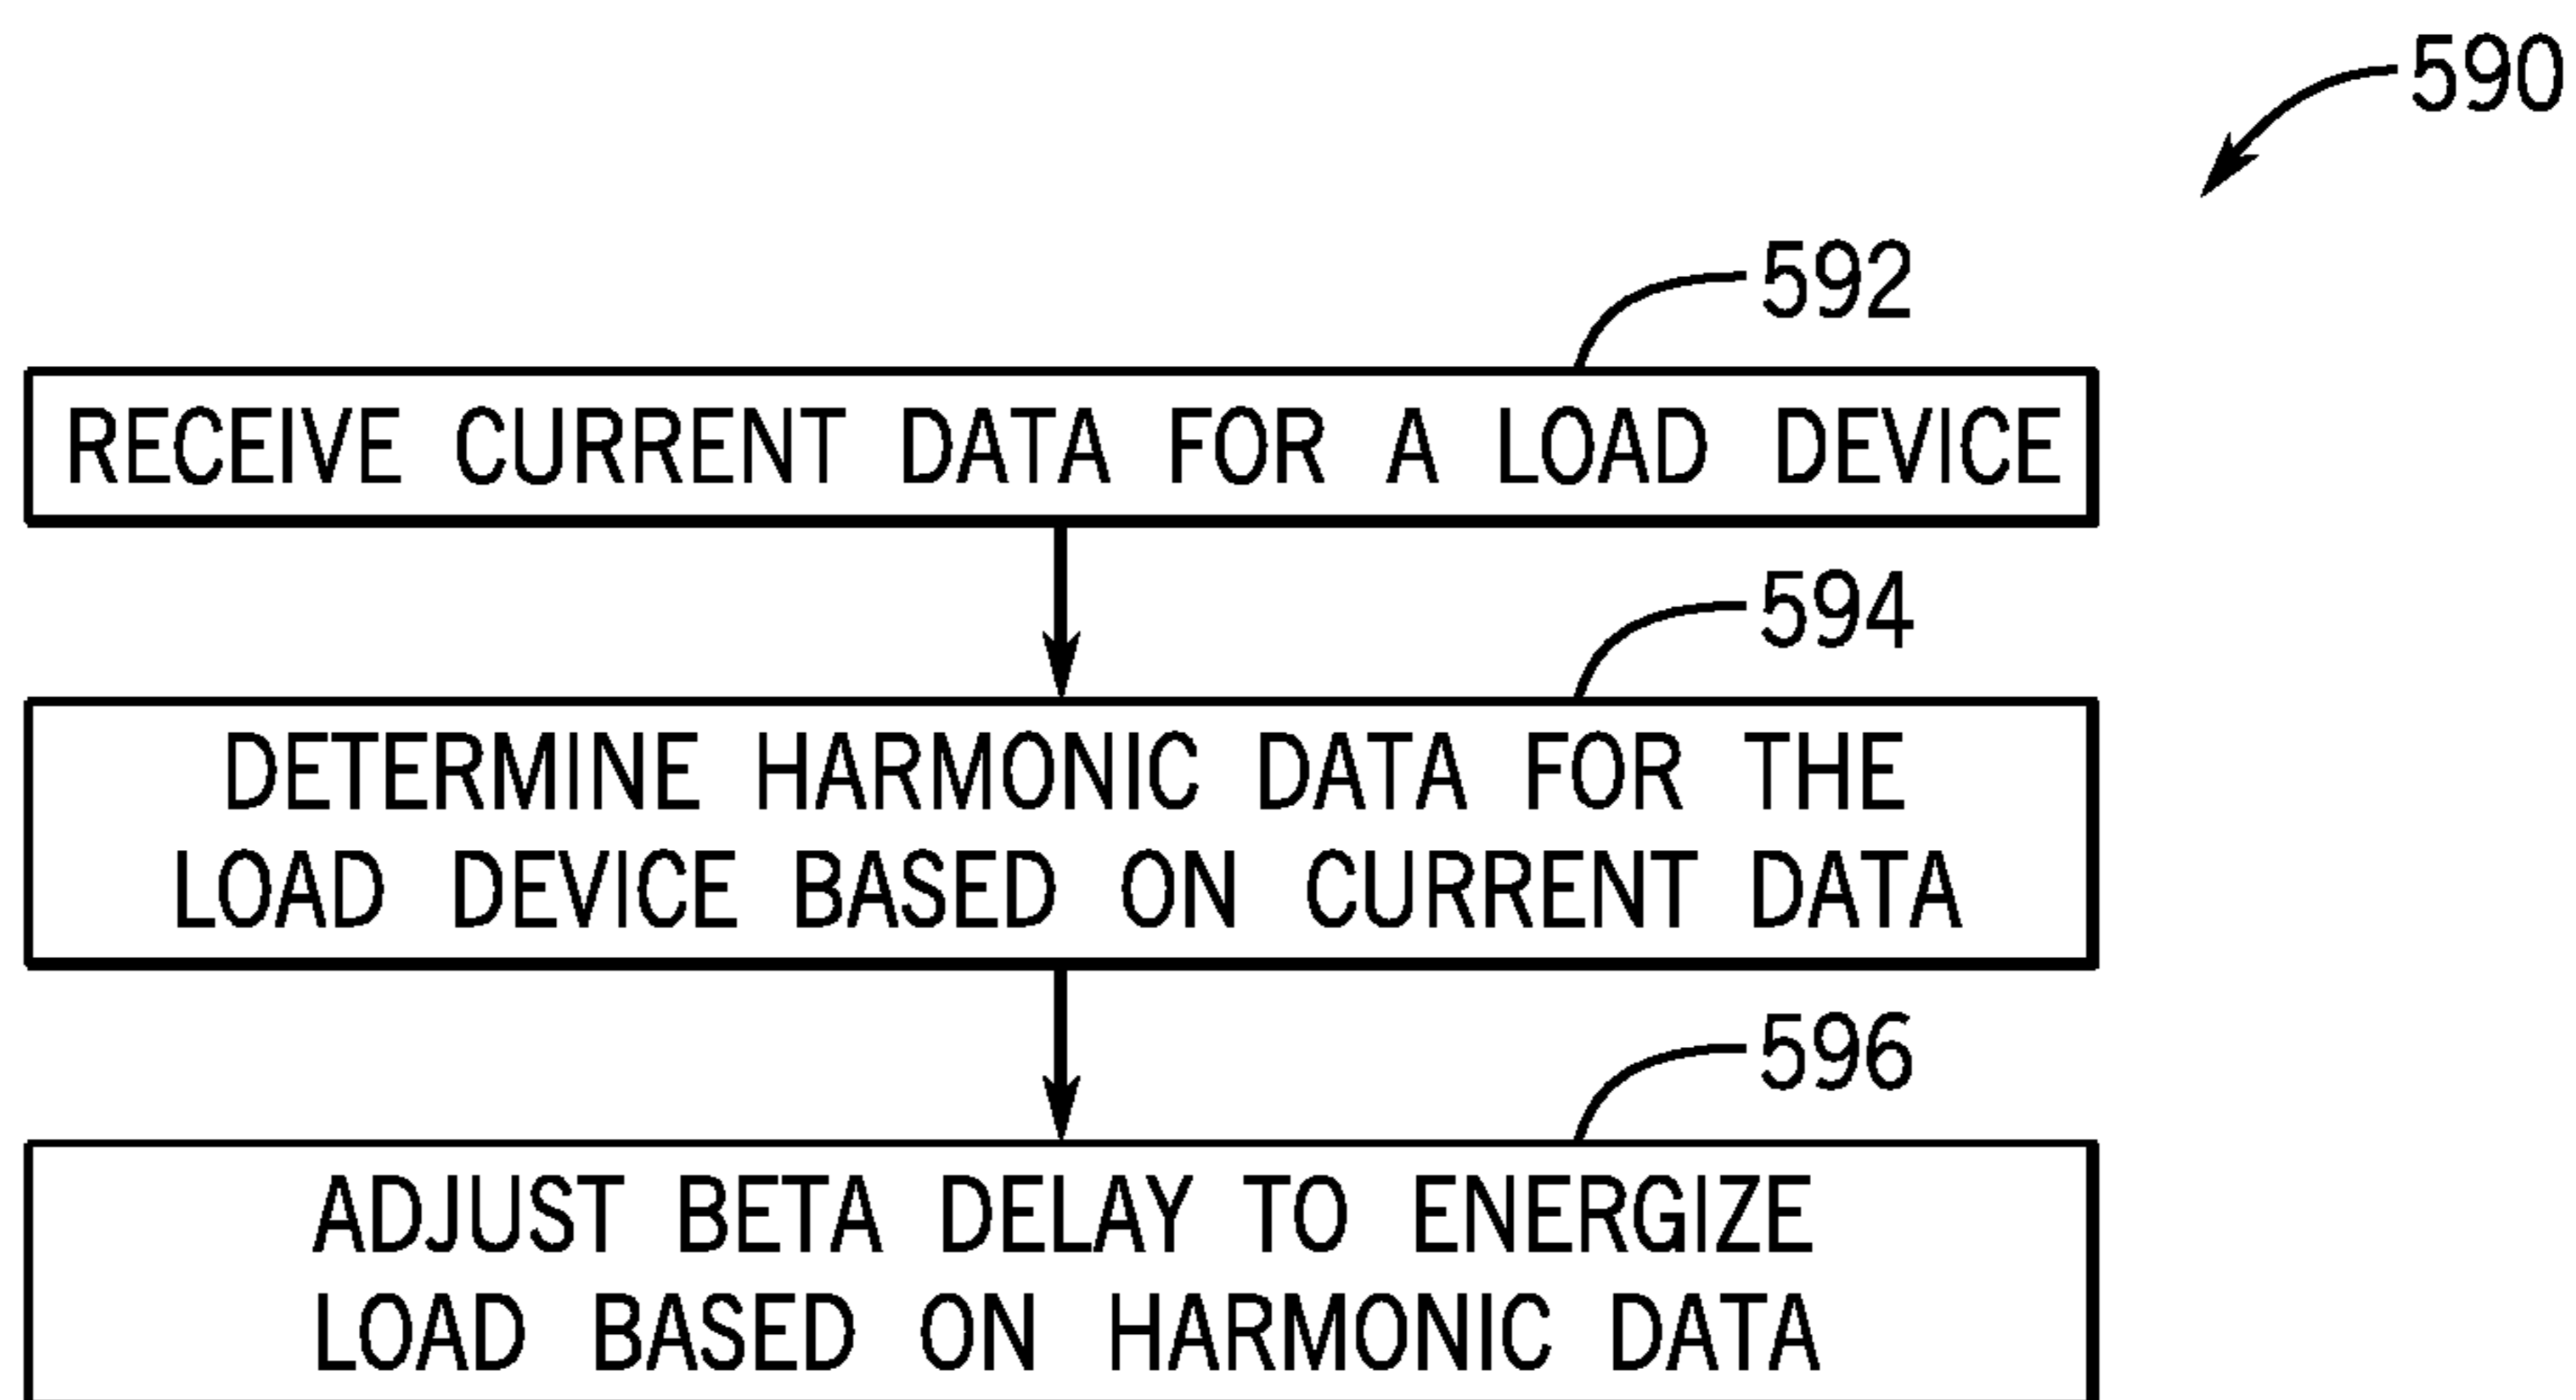 590
592
RECEIVE CURRENT DATA FOR A LOAD DEVICE
594
DETERMINE HARMONIC DATA FOR THE
LOAD DEVICE BASED ON CURRENT DATA
596
ADJUST BETA DELAY TO ENERGIZE
LOAD BASED ON HARMONIC DATA